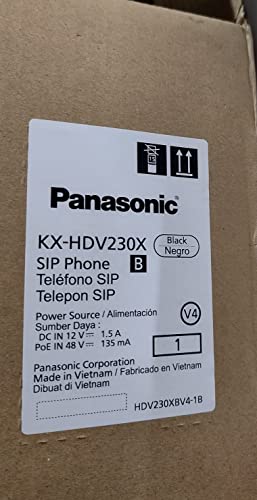 Panasonic
KX-HDV230X
Black
Negro
SIP Phone B
Teléfono SIP
Telepon SIP
Power Source / Alimentación
Sumber Daya :
DC IN 12 V⎓ 1.5 A
PoE IN 48 V⎓ 135 mA
V4
1
Panasonic Corporation
Made in Vietnam / Fabricado en Vietnam
Dibuat di Vietnam
HDV230XBV4-1B